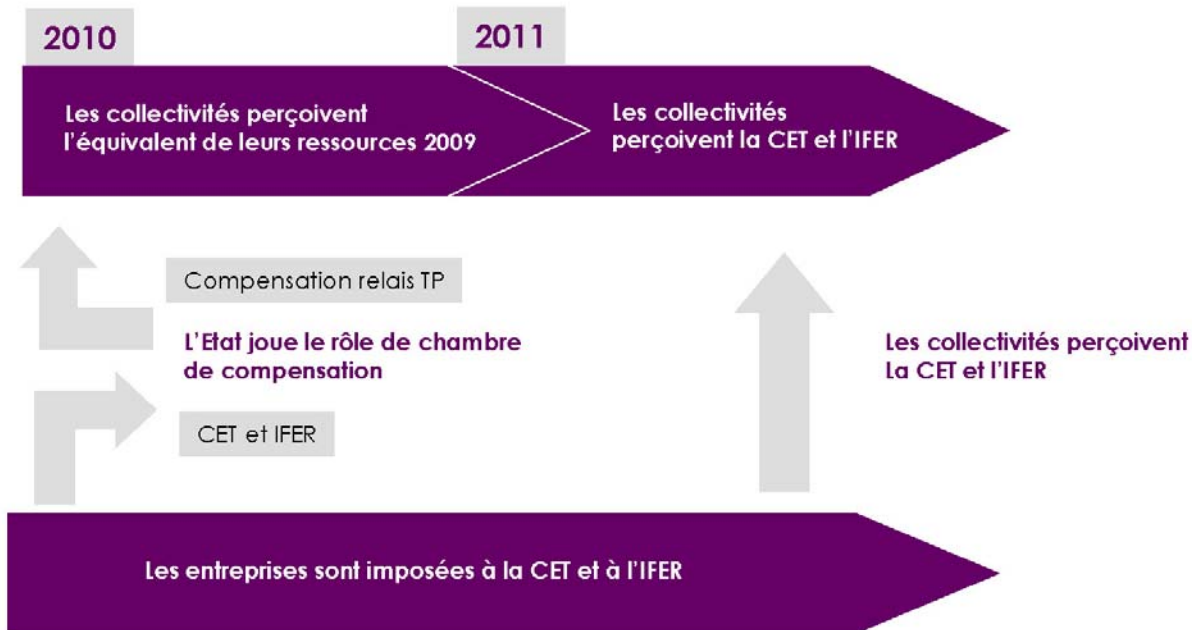 2010
2011
Les collectivités perçoivent
l'équivalent de leurs ressources 2009
Les collectivités
perçoivent la CET et l'IFER
Compensation relais TP
L'Etat joue le rôle de chambre
de compensation
Les collectivités perçoivent
La CET et l'IFER
CET et IFER
Les entreprises sont imposées à la CET et à l'IFER